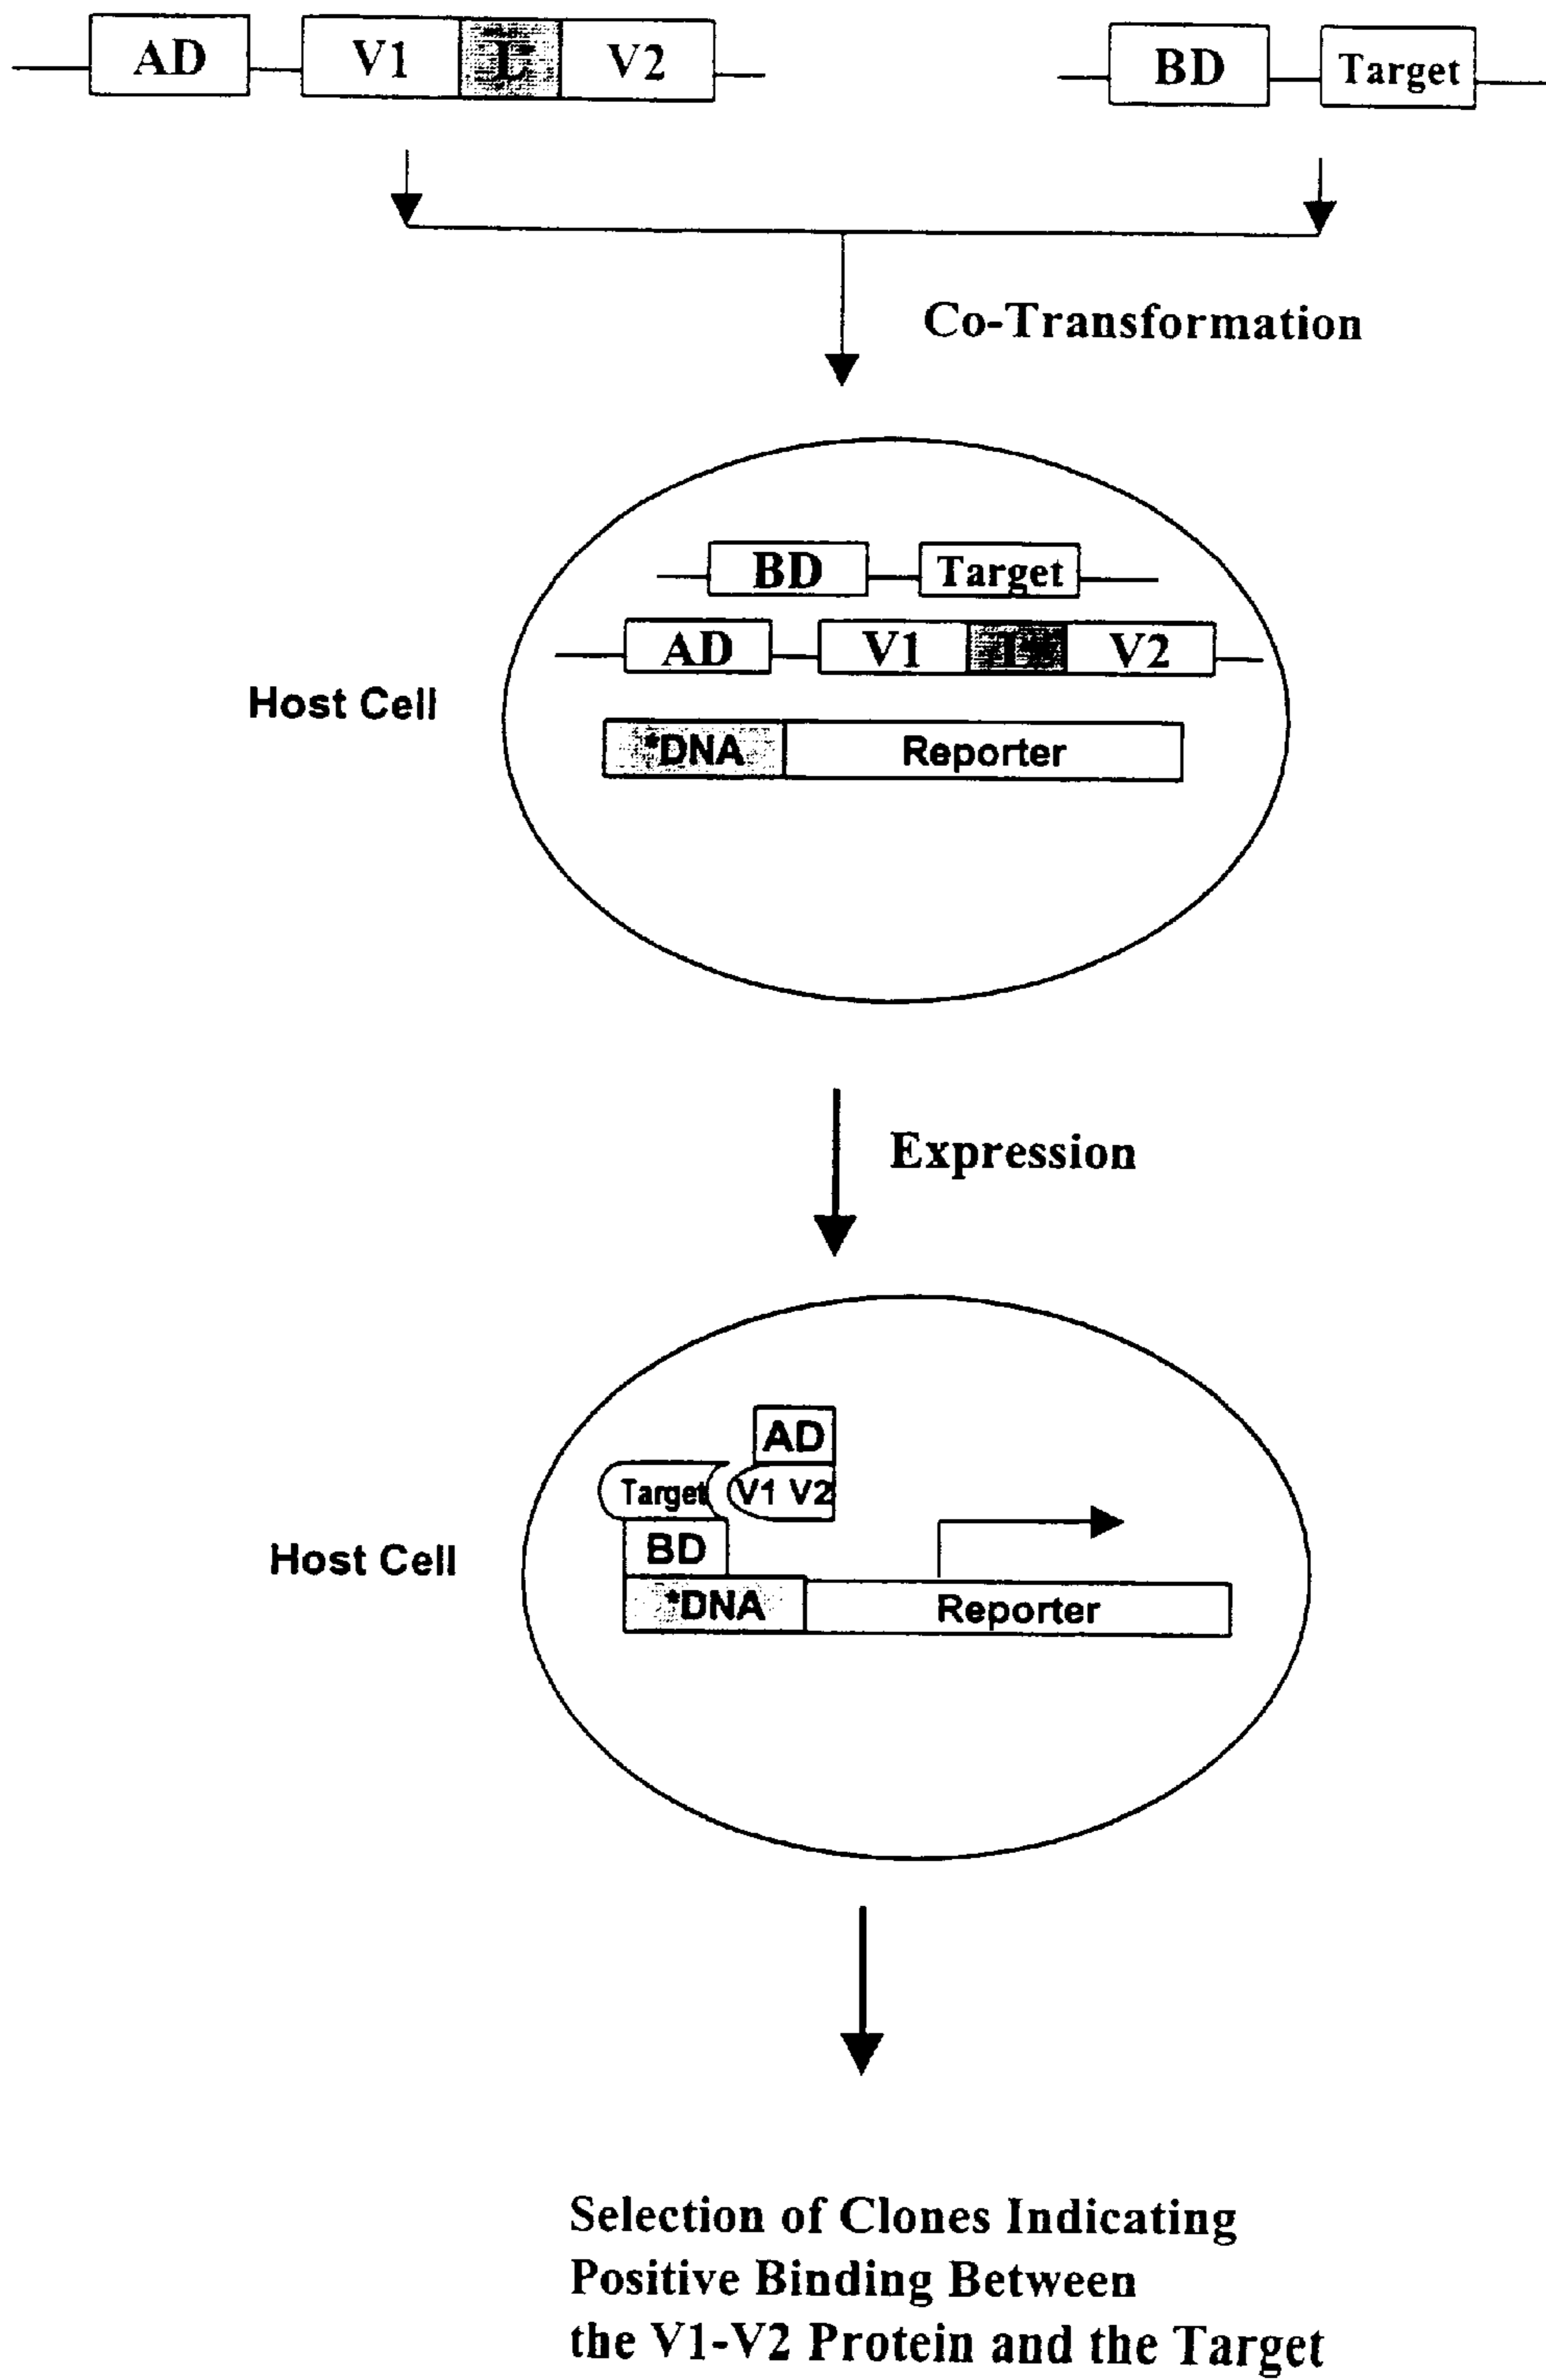 AD V1 L V2 BD Target
Co-Transformation
BD Target
AD V1 L V2
Host Cell
*DNA Reporter
Expression
AD
Target V1 V2
BD
Host Cell
*DNA Reporter
Selection of Clones Indicating
Positive Binding Between
the V1-V2 Protein and the Target